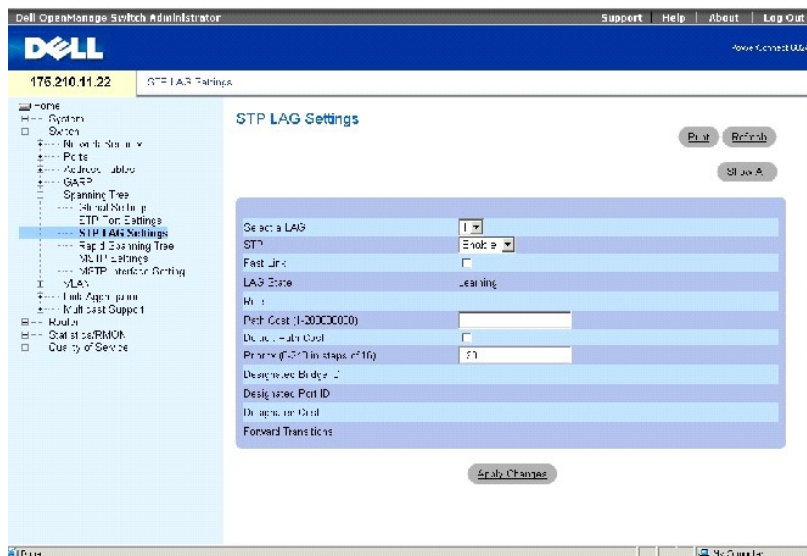 Dell OpenManage Switch Administrator
Support Help About Log Out
DELL
176.210.11.22
STP LAG Settings
Home
System
Switch
Network Security
Ports
Address Tables
GARP
Spanning Tree
Global Settings
STP Port Settings
STP LAG Settings
Rapid Spanning Tree
MSTP Settings
MSTP Interface Setting
VLAN
Link Aggregation
Multicast Support
Router
Statistics/RMON
Quality of Service
STP LAG Settings
Print Refresh
Show All
Select a LAG 1
STP Enable
Fast Link
LAG State Learning
Role
Path Cost (1-200000000)
Default Path Cost
Priority (0-240 in steps of 16)
Designated Bridge ID
Designated Port ID
Designated Cost
Forward Transitions
Apply Changes
Done
My Computer